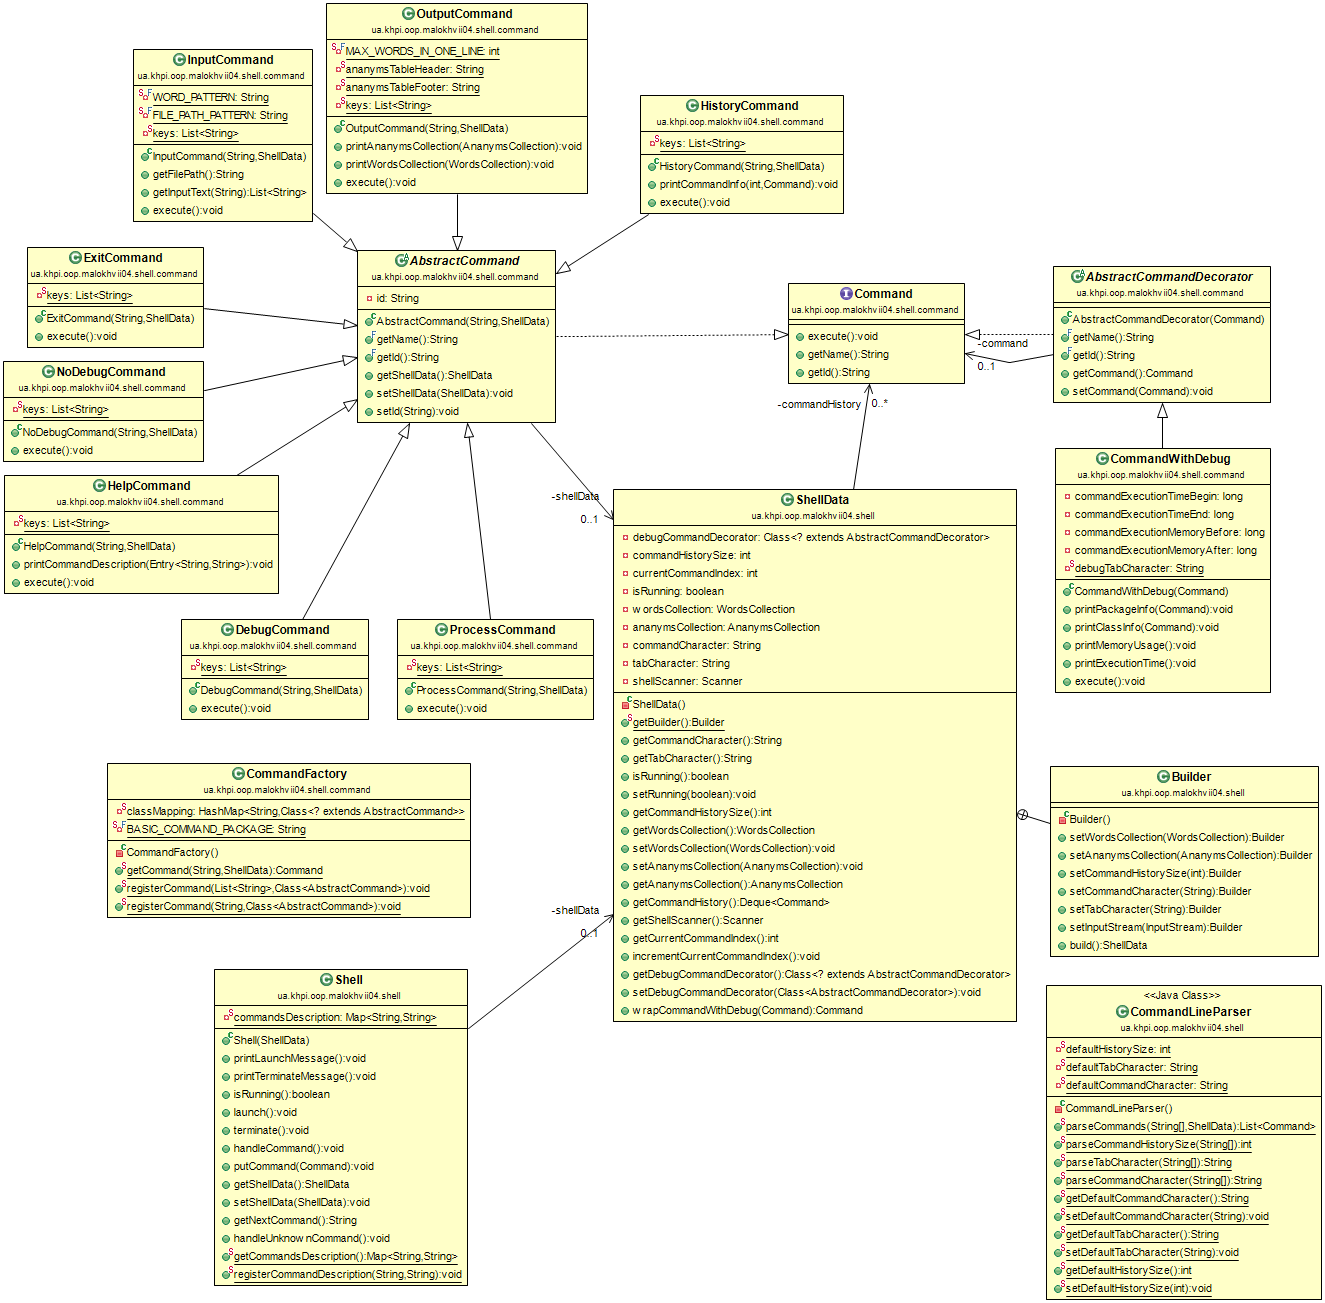 OutputCommand
ua.khpi.oop.malokhvii04.shell.command
MAX_WORDS_IN_ONE_LINE: int
ananymsTableHeader: String
ananymsTableFooter: String
keys: List<String>
OutputCommand(String,ShellData)
printAnanymsCollection(AnanymsCollection):void
printWordsCollection(WordsCollection):void
execute():void
InputCommand
ua.khpi.oop.malokhvii04.shell.command
WORD_PATTERN: String
FILE_PATH_PATTERN: String
keys: List<String>
InputCommand(String,ShellData)
getFilePath():String
getInputText(String):List<String>
execute():void
HistoryCommand
ua.khpi.oop.malokhvii04.shell.command
keys: List<String>
HistoryCommand(String,ShellData)
printCommandInfo(int,Command):void
execute():void
ExitCommand
ua.khpi.oop.malokhvii04.shell.command
keys: List<String>
ExitCommand(String,ShellData)
execute():void
AbstractCommand
ua.khpi.oop.malokhvii04.shell.command
id: String
AbstractCommand(String,ShellData)
getName():String
getId():String
getShellData():ShellData
setShellData(ShellData):void
setId(String):void
Command
ua.khpi.oop.malokhvii04.shell.command
execute():void
getName():String
getId():String
AbstractCommandDecorator
ua.khpi.oop.malokhvii04.shell.command
AbstractCommandDecorator(Command)
getName():String
getId():String
getCommand():Command
setCommand(Command):void
-command
0..1
-commandHistory
0..*
NoDebugCommand
ua.khpi.oop.malokhvii04.shell.command
keys: List<String>
NoDebugCommand(String,ShellData)
execute():void
HelpCommand
ua.khpi.oop.malokhvii04.shell.command
keys: List<String>
HelpCommand(String,ShellData)
printCommandDescription(Entry<String,String>):void
execute():void
CommandWithDebug
ua.khpi.oop.malokhvii04.shell.command
commandExecutionTimeBegin: long
commandExecutionTimeEnd: long
commandExecutionMemoryBefore: long
commandExecutionMemoryAfter: long
debugTabCharacter: String
CommandWithDebug(Command)
printPackageInfo(Command):void
printClassInfo(Command):void
printMemoryUsage():void
printExecutionTime():void
execute():void
-shellData
0..1
ShellData
ua.khpi.oop.malokhvii04.shell
debugCommandDecorator: Class<? extends AbstractCommandDecorator>
commandHistorySize: int
currentCommandIndex: int
isRunning: boolean
wordsCollection: WordsCollection
ananymsCollection: AnanymsCollection
commandCharacter: String
tabCharacter: String
shellScanner: Scanner
ShellData()
getBuilder():Builder
getCommandCharacter():String
getTabCharacter():String
isRunning():boolean
setRunning(boolean):void
getCommandHistorySize():int
getWordsCollection():WordsCollection
setWordsCollection(WordsCollection):void
setAnanymsCollection(AnanymsCollection):void
getAnanymsCollection():AnanymsCollection
getCommandHistory():Deque<Command>
getShellScanner():Scanner
getCurrentCommandIndex():int
incrementCurrentCommandIndex():void
getDebugCommandDecorator():Class<? extends AbstractCommandDecorator>
setDebugCommandDecorator(Class<AbstractCommandDecorator>):void
wrapCommandWithDebug(Command):Command
DebugCommand
ua.khpi.oop.malokhvii04.shell.command
keys: List<String>
DebugCommand(String,ShellData)
execute():void
ProcessCommand
ua.khpi.oop.malokhvii04.shell.command
keys: List<String>
ProcessCommand(String,ShellData)
execute():void
CommandFactory
ua.khpi.oop.malokhvii04.shell.command
classMapping: HashMap<String,Class<? extends AbstractCommand>>
BASIC_COMMAND_PACKAGE: String
CommandFactory()
getCommand(String,ShellData):Command
registerCommand(List<String>,Class<AbstractCommand>):void
registerCommand(String,Class<AbstractCommand>):void
Builder
ua.khpi.oop.malokhvii04.shell
Builder()
setWordsCollection(WordsCollection):Builder
setAnanymsCollection(AnanymsCollection):Builder
setCommandHistorySize(int):Builder
setCommandCharacter(String):Builder
setTabCharacter(String):Builder
setInputStream(InputStream):Builder
build():ShellData
-shellData
0..1
Shell
ua.khpi.oop.malokhvii04.shell
commandsDescription: Map<String,String>
Shell(ShellData)
printLaunchMessage():void
printTerminateMessage():void
isRunning():boolean
launch():void
terminate():void
handleCommand():void
putCommand(Command):void
getShellData():ShellData
setShellData(ShellData):void
getNextCommand():String
handleUnknownCommand():void
getCommandsDescription():Map<String,String>
registerCommandDescription(String,String):void
<<Java Class>>
CommandLineParser
ua.khpi.oop.malokhvii04.shell
defaultHistorySize: int
defaultTabCharacter: String
defaultCommandCharacter: String
CommandLineParser()
parseCommands(String[],ShellData):List<Command>
parseCommandHistorySize(String[]):int
parseTabCharacter(String[]):String
parseCommandCharacter(String[]):String
getDefaultCommandCharacter():String
setDefaultCommandCharacter(String):void
getDefaultTabCharacter():String
setDefaultTabCharacter(String):void
getDefaultHistorySize():int
setDefaultHistorySize(int):void